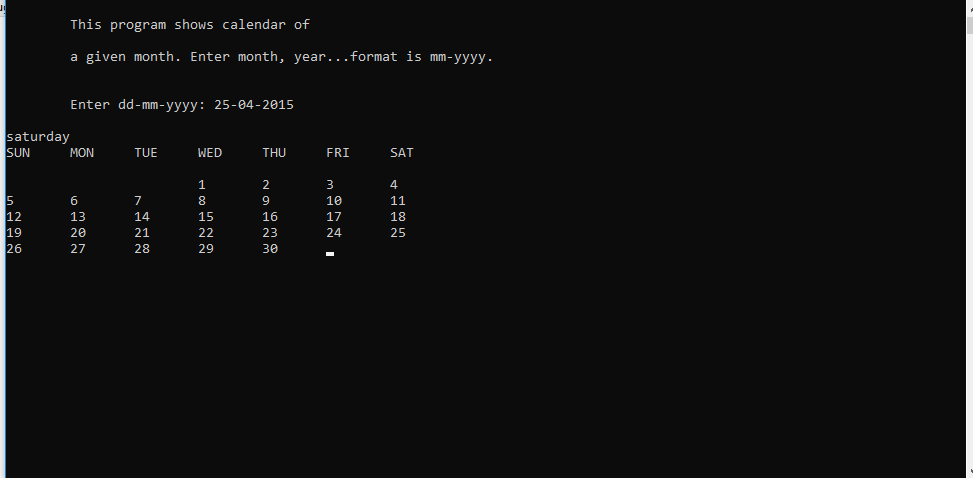 This program shows calendar of
a given month. Enter month, year...format is mm-yyyy.
Enter dd-mm-yyyy: 25-04-2015
saturday
SUN MON TUE WED THU FRI SAT
1 2 3 4
5 6 7 8 9 10 11
12 13 14 15 16 17 18
19 20 21 22 23 24 25
26 27 28 29 30